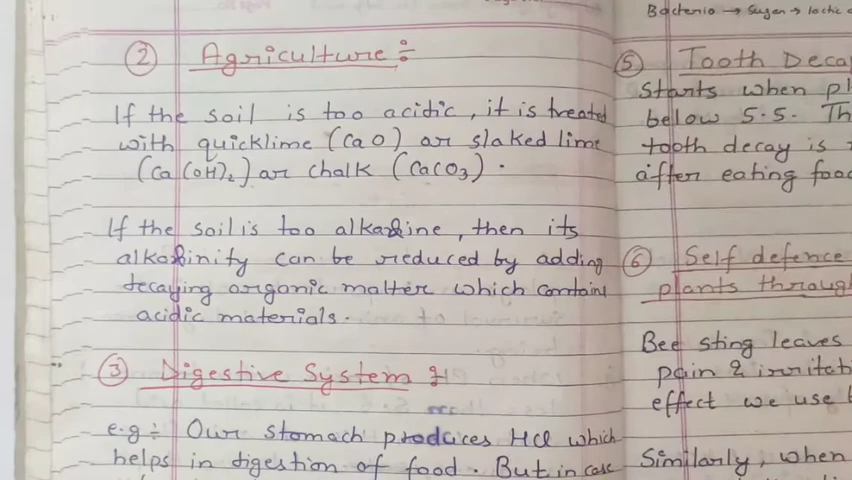 ② Agriculture ÷
If the soil is too acidic, it is treated
with quicklime (CaO) or slaked lime
(Ca(OH)₂) or chalk (CaCO3).
If the soil is too alkaline, then its
alkalinity can be reduced by adding
decaying organic matter which contains
acidic materials.
③ Digestive System
e.g ÷ Our stomach produces HCl which
helps in digestion of food. But in case
Bacteria → Sugar → lactic
⑤ Tooth Deca
Starts when
below 5.5. Th
tooth decay is
after eating food
⑥ Self defence
plants through
Bee sting leaves
pain & irritati
effect we use
Similarly, when